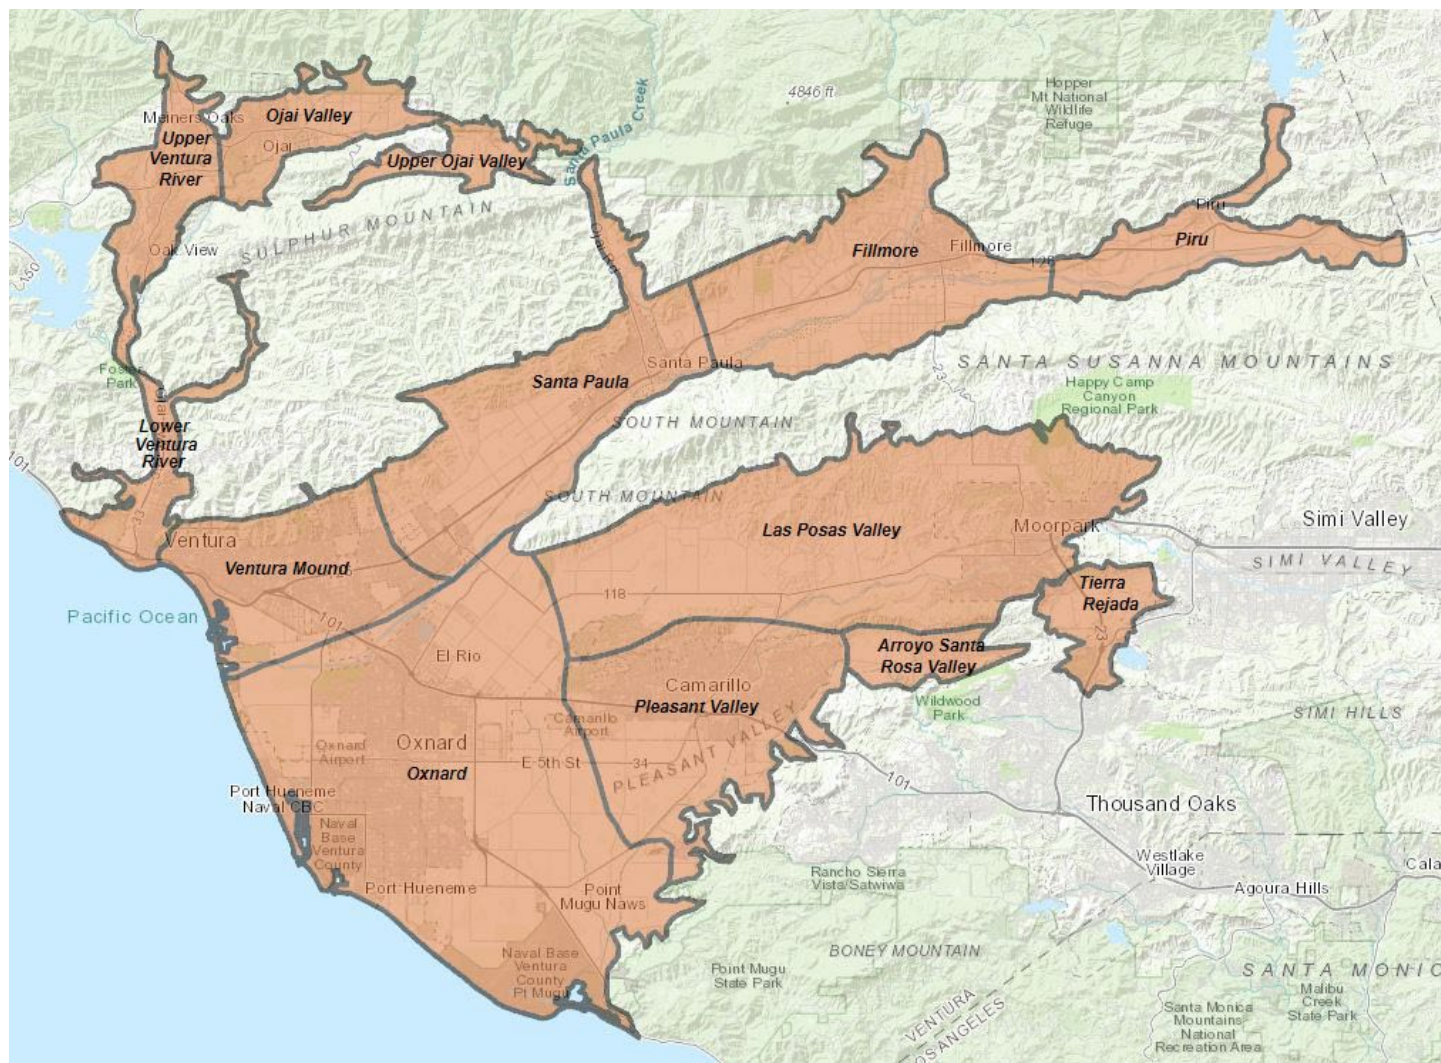 4846 ft
Hopper
Mt National
Wildlife
Refuge
Santa Paula Creek
Meiners Oaks
Ojai Valley
Upper
Ventura
River
Ojai
Upper Ojai Valley
SULPHUR MOUNTAIN
Oak View
150
Ojai Rd
Piru
Piru
Fillmore
Fillmore
126
Santa Paula
Santa Paula
23
SANTA SUSANNA MOUNTAINS
Happy Camp
Canyon
Regional Park
Foster
Park
Ojai
Lower
Ventura
River
101
33
SOUTH MOUNTAIN
SOUTH MOUNTAIN
Las Posas Valley
Moorpark
Simi Valley
SIMI VALLEY
Ventura
Ventura Mound
126
Pacific Ocean
101
118
Tierra
Rejada
23
El Rio
Arroyo Santa
Rosa Valley
Camarillo
Pleasant Valley
Wildwood
Park
SIMI HILLS
Camarillo
Airport
PLEASANT VALLEY
Oxnard
Oxnard
Airport
Oxnard
E 5th St
34
101
Port Hueneme
Naval CBC
Naval
Base
Ventura
County
Thousand Oaks
Westlake
Village
Agoura Hills
Cala
Port Hueneme
Point
Mugu Naws
Rancho Sierra
Vista/Satwiwa
BONEY MOUNTAIN
Naval Base
Ventura
County
Pt Mugu
Point Mugu
State Park
SANTA MONIC
Malibu
Creek
State Park
VENTURA
LOS ANGELES
Santa Monica
Mountains
National
Recreation Area